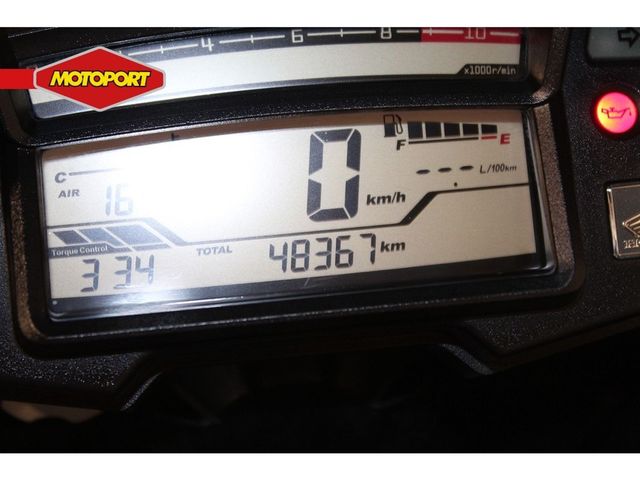 4 6 8 10
x1000r/min
MOTOPORT
F E
C
AIR 16
0 km/h
--- L/100km
Torque Control
3 34
TOTAL 48367 km